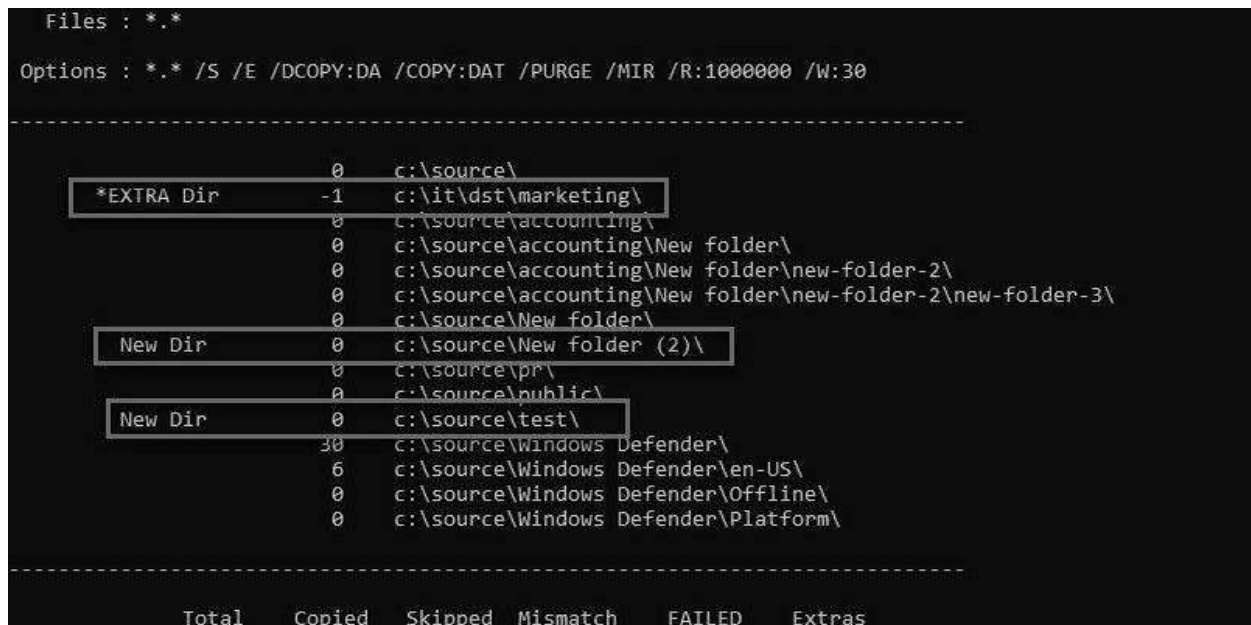 Files : *.*
Options : *.* /S /E /DCOPY:DA /COPY:DAT /PURGE /MIR /R:1000000 /W:30
------------------------------------------------------------------------------
0 c:\source\
*EXTRA Dir -1 c:\it\dst\marketing\
0 c:\source\accounting\
0 c:\source\accounting\New folder\
0 c:\source\accounting\New folder\new-folder-2\
0 c:\source\accounting\New folder\new-folder-2\new-folder-3\
0 c:\source\New folder\
New Dir 0 c:\source\New folder (2)\
0 c:\source\pr\
0 c:\source\public\
New Dir 0 c:\source\test\
30 c:\source\Windows Defender\
6 c:\source\Windows Defender\en-US\
0 c:\source\Windows Defender\Offline\
0 c:\source\Windows Defender\Platform\
------------------------------------------------------------------------------
Total Copied Skipped Mismatch FAILED Extras